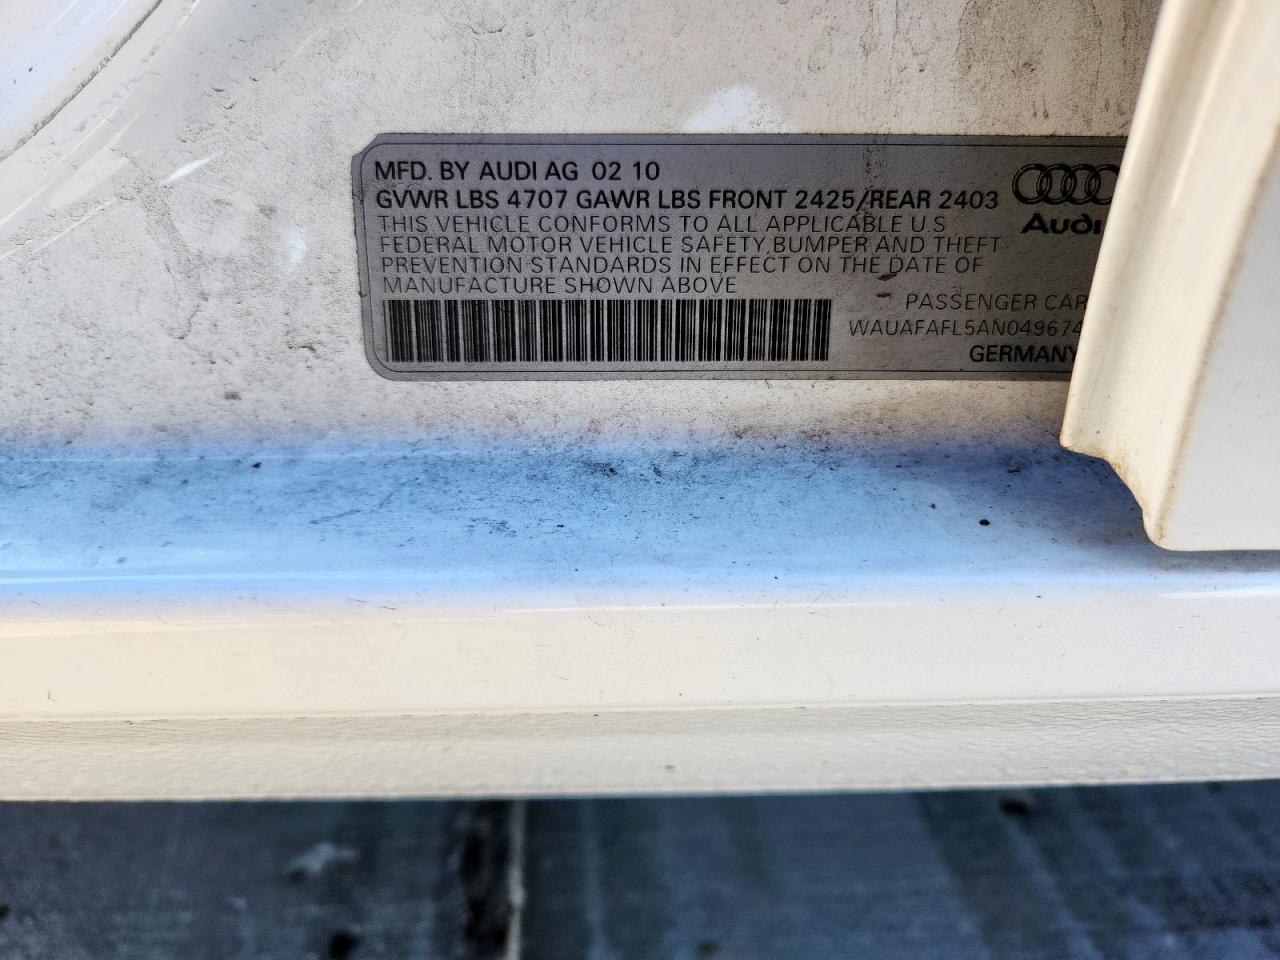 MFD. BY AUDI AG 02 10
GVWR LBS 4707 GAWR LBS FRONT 2425/REAR 2403
THIS VEHICLE CONFORMS TO ALL APPLICABLE U.S
FEDERAL MOTOR VEHICLE SAFETY, BUMPER AND THEFT
PREVENTION STANDARDS IN EFFECT ON THE DATE OF
MANUFACTURE SHOWN ABOVE
Audi
PASSENGER CAR
WAUAFAFL5AN049674
GERMANY